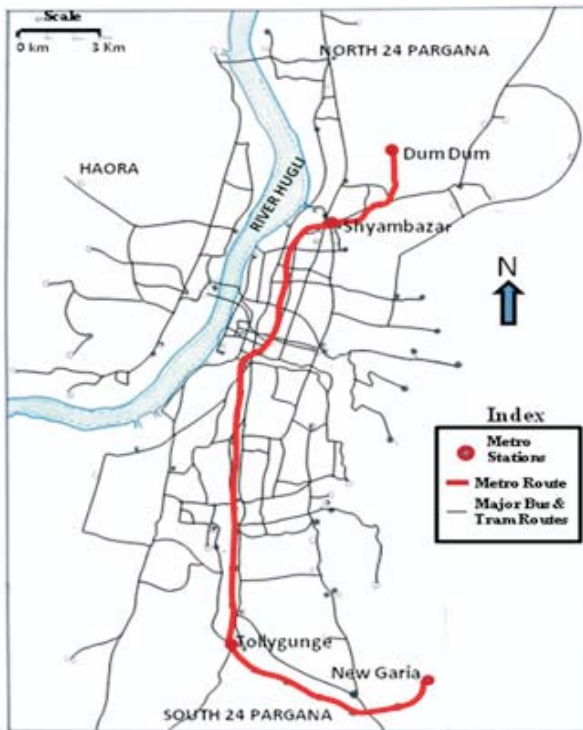 Scale
0 km 3 Km
NORTH 24 PARGANA
Dum Dum
HAORA
RIVER HUGLI
Shyambazar
N
Index
Metro
Stations
Metro Route
Major Bus &
Tram Routes
Tollygunge
New Garia
SOUTH 24 PARGANA